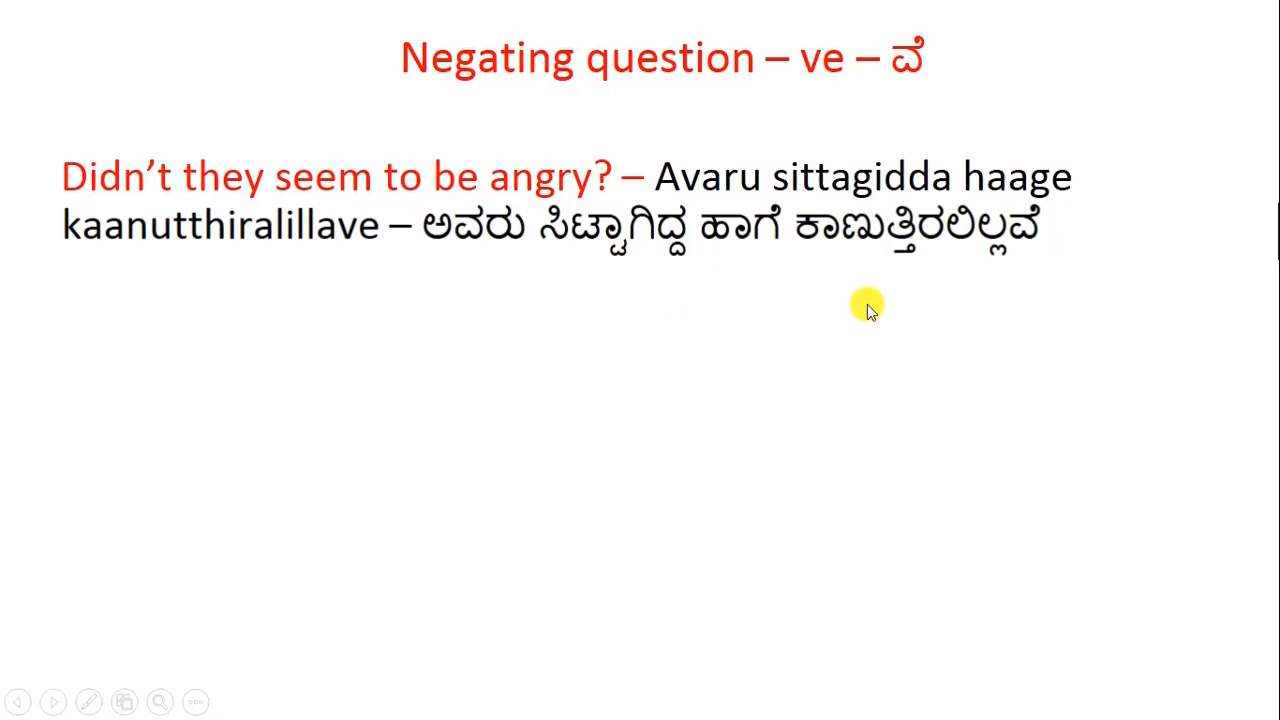 Negating question – ve – ವೆ
Didn't they seem to be angry? – Avaru sittagidda haage
kaanutthiralillave – ಅವರು ಸಿಟ್ಟಾಗಿದ್ದ ಹಾಗೆ ಕಾಣುತ್ತಿರಲಿಲ್ಲವೆ